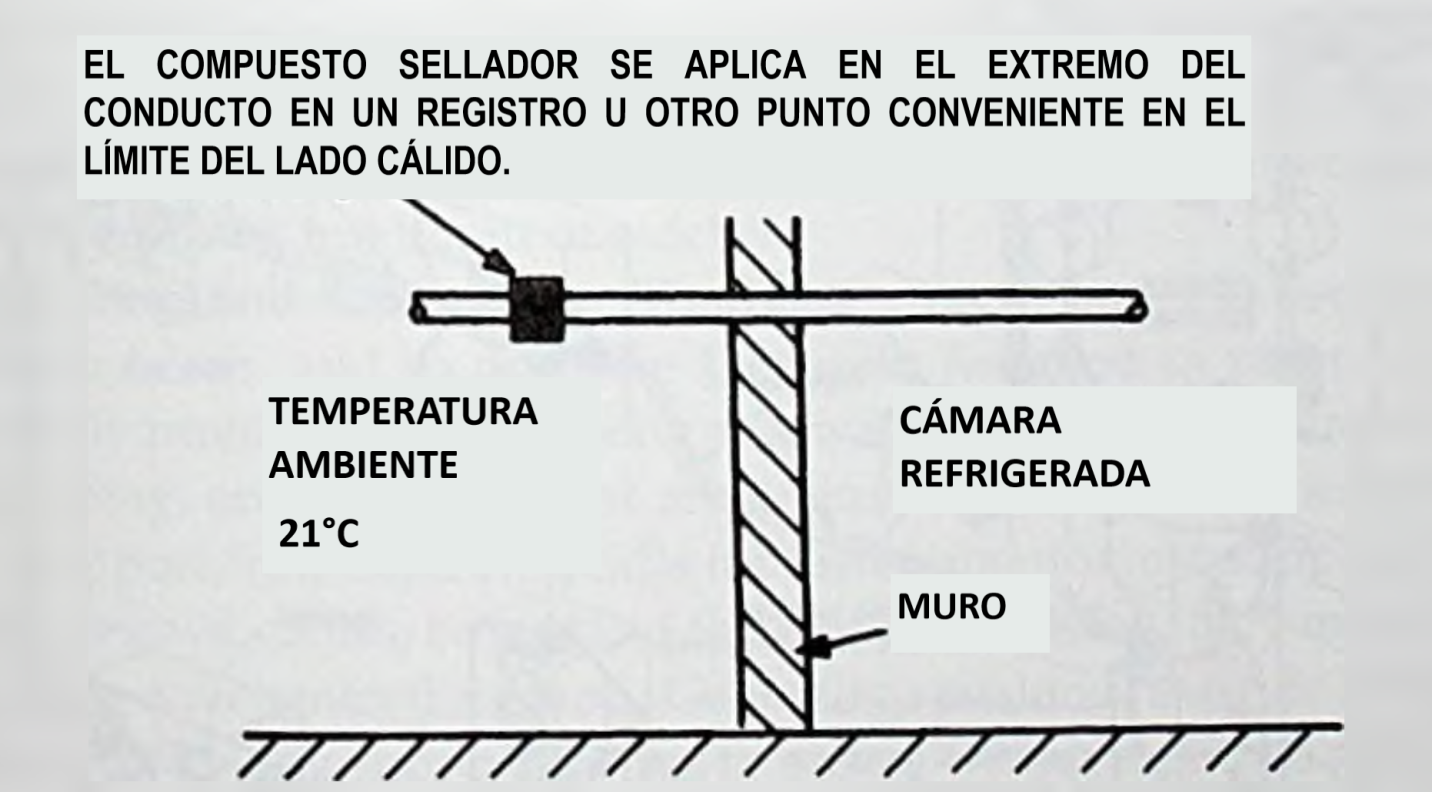 EL COMPUESTO SELLADOR SE APLICA EN EL EXTREMO DEL
CONDUCTO EN UN REGISTRO U OTRO PUNTO CONVENIENTE EN EL
LÍMITE DEL LADO CÁLIDO.
TEMPERATURA
AMBIENTE
21°C
CÁMARA
REFRIGERADA
MURO